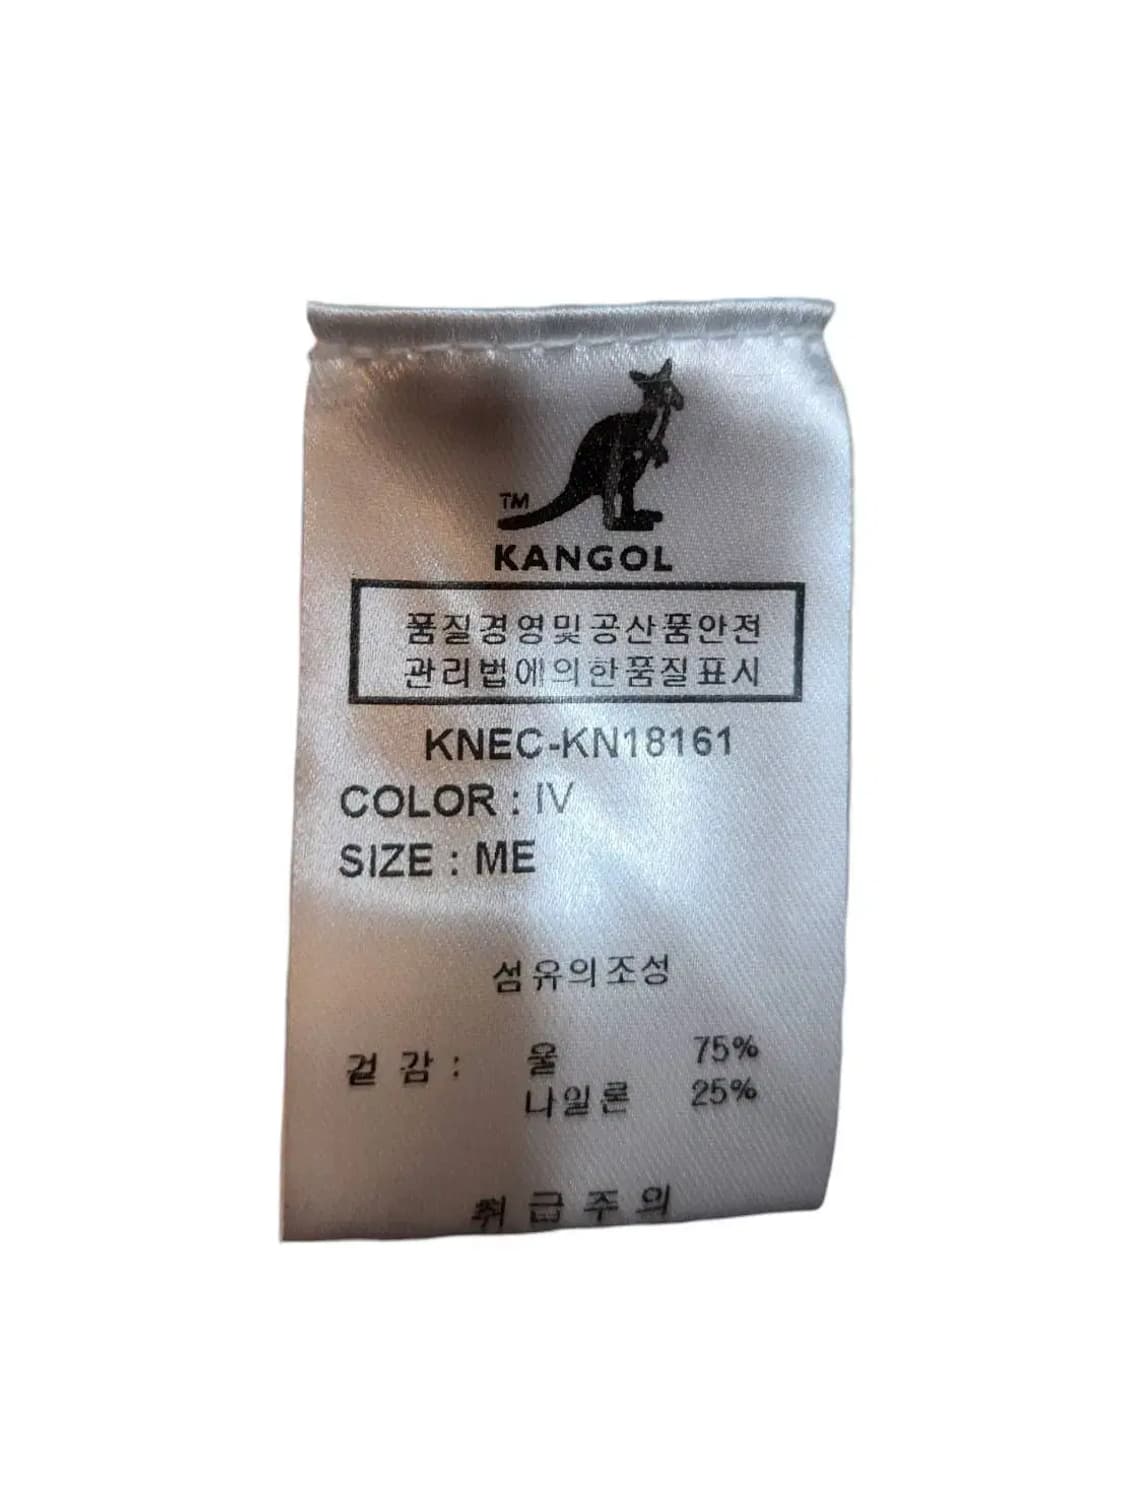 TM
KANGOL
품질경영및공산품안전
관리법에의한품질표시
KNEC-KN18161
COLOR : IV
SIZE : ME
섬유의조성
겉 감 : 울 75%
나일론 25%
취 급 주 의